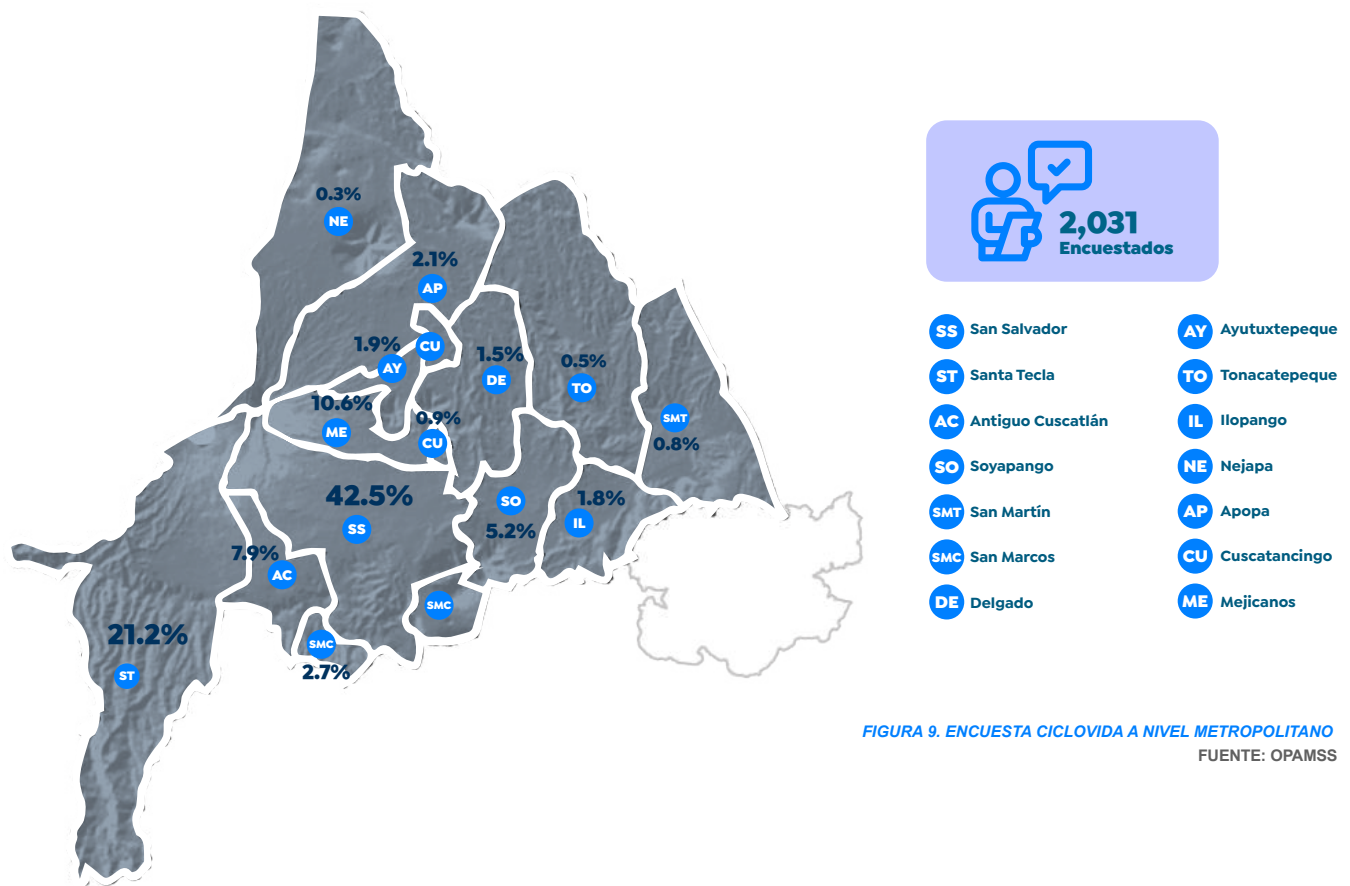 0.3%
NE
2.1%
AP
1.9%
CU
AY
1.5%
DE
0.5%
TO
10.6%
ME
0.9%
CU
SMT
0.8%
42.5%
SS
SO
5.2%
1.8%
IL
7.9%
AC
SMC
21.2%
ST
SMC
2.7%
2,031
Encuestados
SS San Salvador
ST Santa Tecla
AC Antiguo Cuscatlán
SO Soyapango
SMT San Martín
SMC San Marcos
DE Delgado
AY Ayutuxtepeque
TO Tonacatepeque
IL Ilopango
NE Nejapa
AP Apopa
CU Cuscatancingo
ME Mejicanos
FIGURA 9. ENCUESTA CICLOVIDA A NIVEL METROPOLITANO
FUENTE: OPAMSS